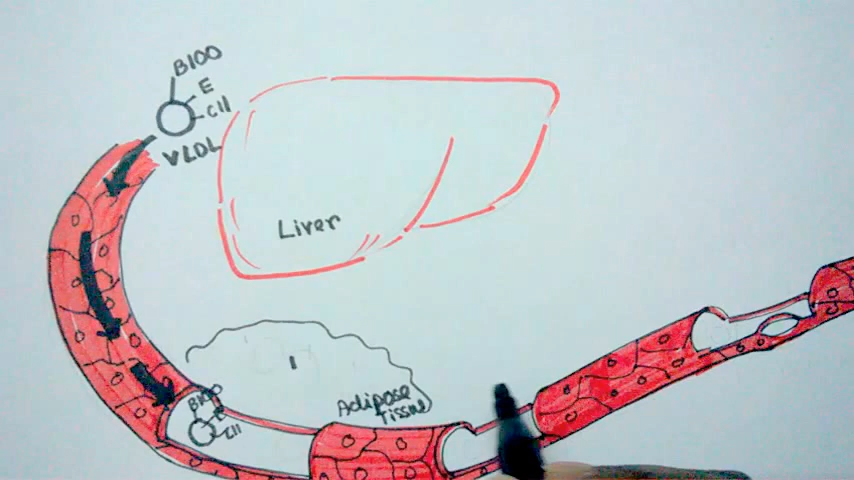 B100
E
CII
VLDL
Liver
B100
E
CII
Adipose
Tissue